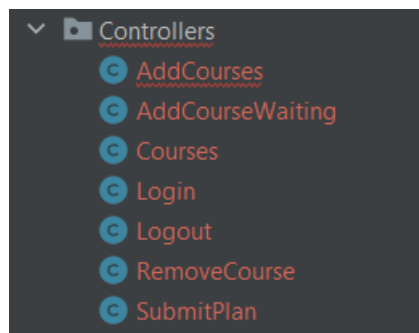 Controllers
AddCourses
AddCourseWaiting
Courses
Login
Logout
RemoveCourse
SubmitPlan